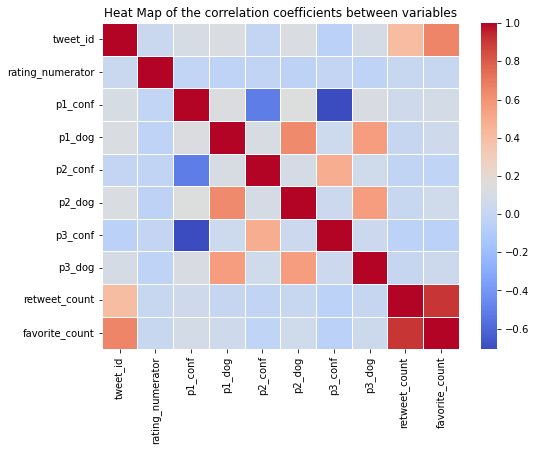 Heat Map of the correlation coefficients between variables
tweet_id
rating_numerator
p1_conf
p1_dog
p2_conf
p2_dog
p3_conf
p3_dog
retweet_count
favorite_count
tweet_id
rating_numerator
p1_conf
p1_dog
p2_conf
p2_dog
p3_conf
p3_dog
retweet_count
favorite_count
1.0
0.8
0.6
0.4
0.2
0.0
−0.2
−0.4
−0.6